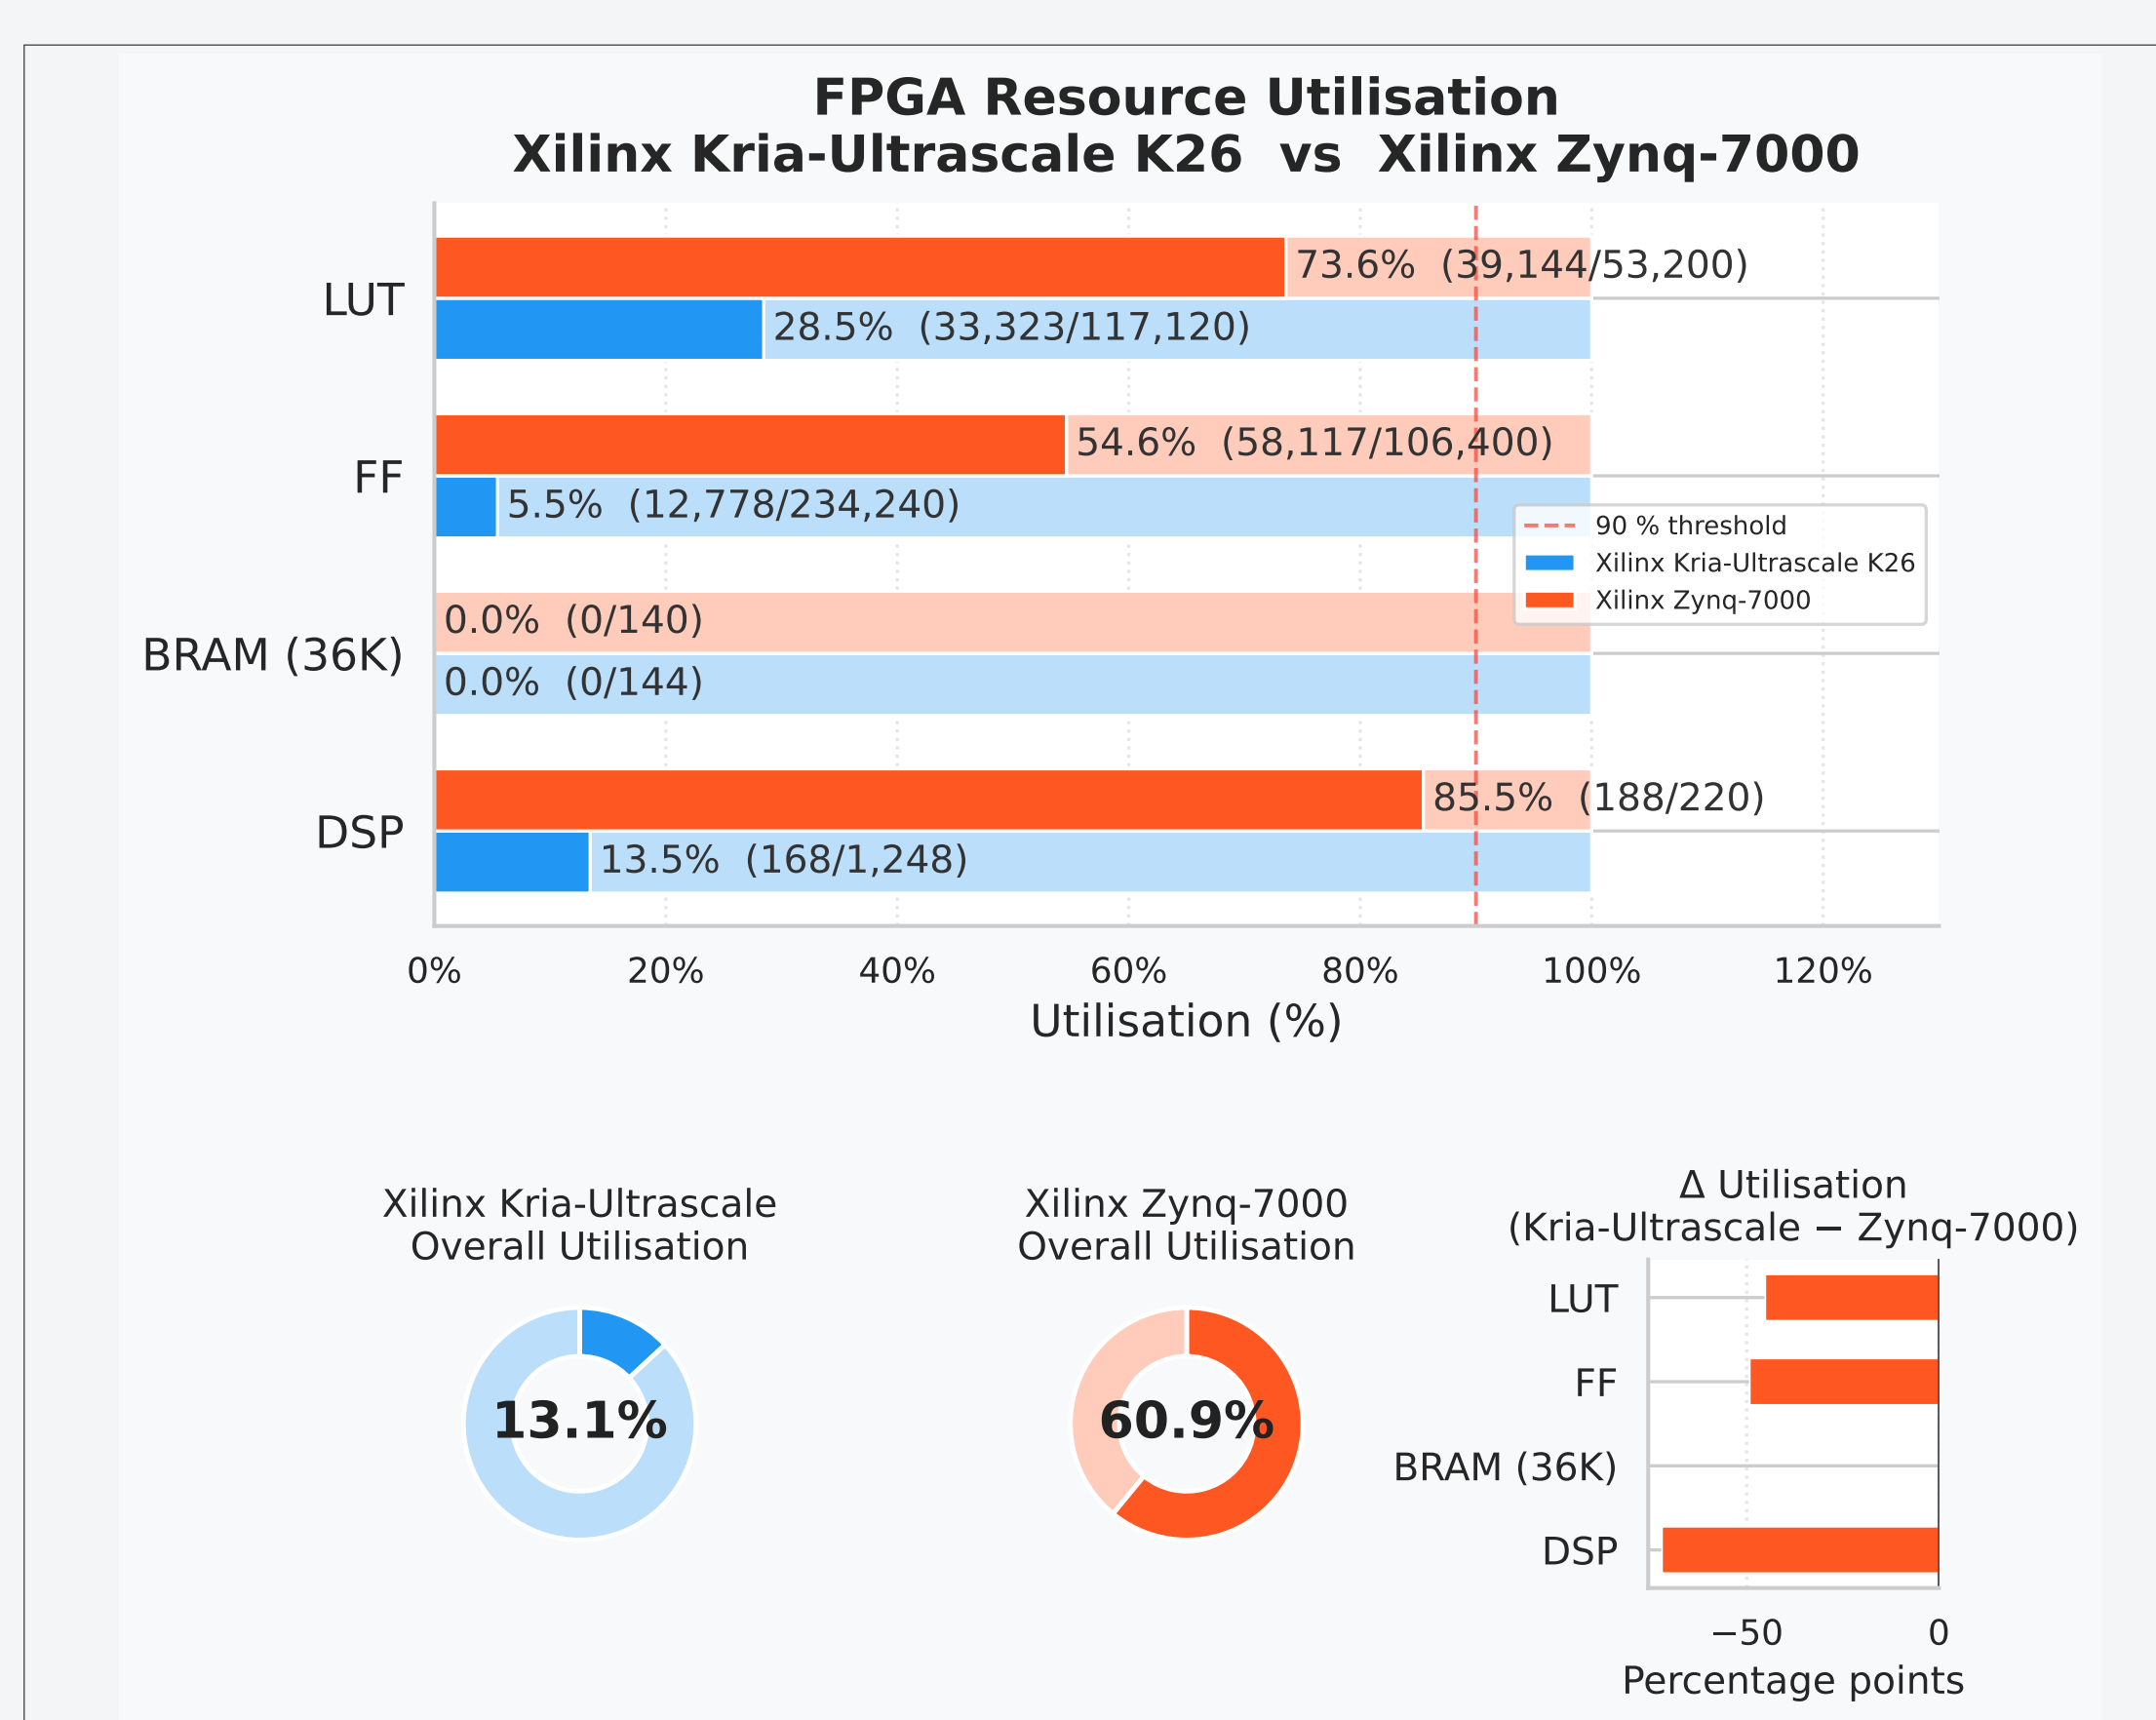 FPGA Resource Utilisation
Xilinx Kria-Ultrascale K26 vs Xilinx Zynq-7000
LUT
73.6% (39,144/53,200)
28.5% (33,323/117,120)
FF
54.6% (58,117/106,400)
5.5% (12,778/234,240)
90 % threshold
Xilinx Kria-Ultrascale K26
Xilinx Zynq-7000
BRAM (36K)
0.0% (0/140)
0.0% (0/144)
DSP
85.5% (188/220)
13.5% (168/1,248)
0% 20% 40% 60% 80% 100% 120%
Utilisation (%)
Xilinx Kria-Ultrascale
Overall Utilisation
13.1%
Xilinx Zynq-7000
Overall Utilisation
60.9%
Δ Utilisation
(Kria-Ultrascale − Zynq-7000)
LUT
FF
BRAM (36K)
DSP
−50 0
Percentage points